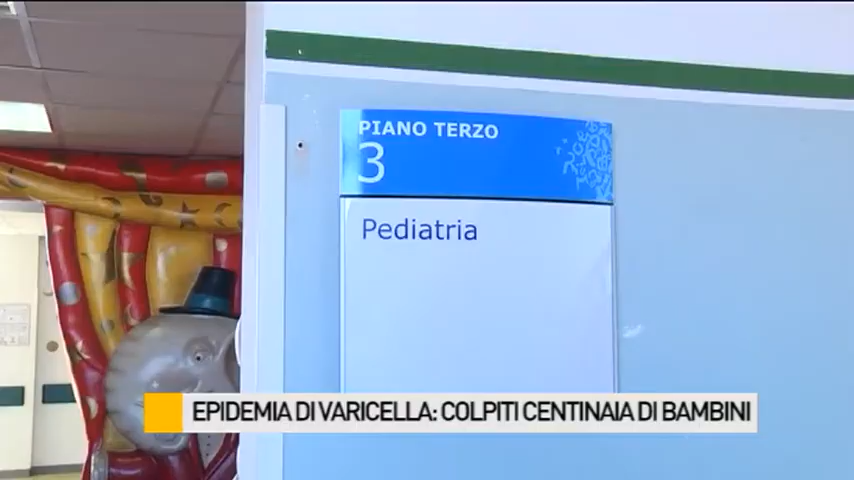 PIANO TERZO
3
Pediatria
EPIDEMIA DI VARICELLA: COLPITI CENTINAIA DI BAMBINI